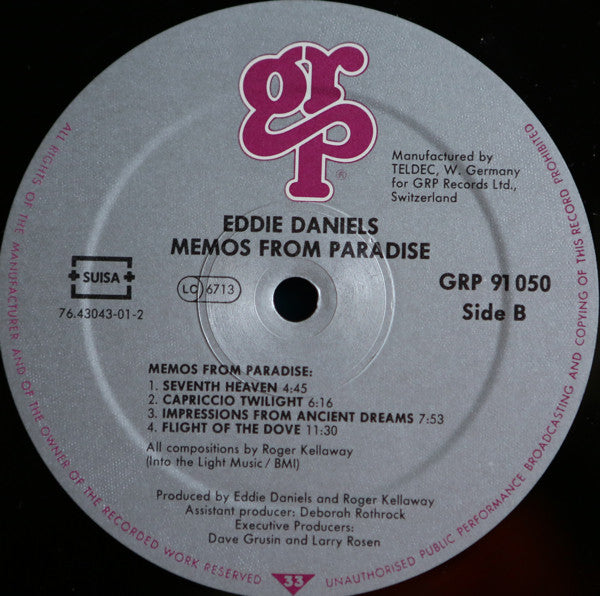 grp
®
Manufactured by
TELDEC, W. Germany
for GRP Records Ltd.,
Switzerland
EDDIE DANIELS
MEMOS FROM PARADISE
SUISA
76.43043-01-2
LC 6713
GRP 91 050
Side B
MEMOS FROM PARADISE:
1. SEVENTH HEAVEN 4:45
2. CAPRICCIO TWILIGHT 6:16
3. IMPRESSIONS FROM ANCIENT DREAMS 7:53
4. FLIGHT OF THE DOVE 11:30
All compositions by Roger Kellaway
(Into the Light Music / BMI)
Produced by Eddie Daniels and Roger Kellaway
Assistant producer: Deborah Rothrock
Executive Producers:
Dave Grusin and Larry Rosen
ALL RIGHTS OF THE MANUFACTURER AND OF THE OWNER OF THE RECORDED WORK RESERVED
33
UNAUTHORISED PUBLIC PERFORMANCE BROADCASTING AND COPYING OF THIS RECORD PROHIBITED